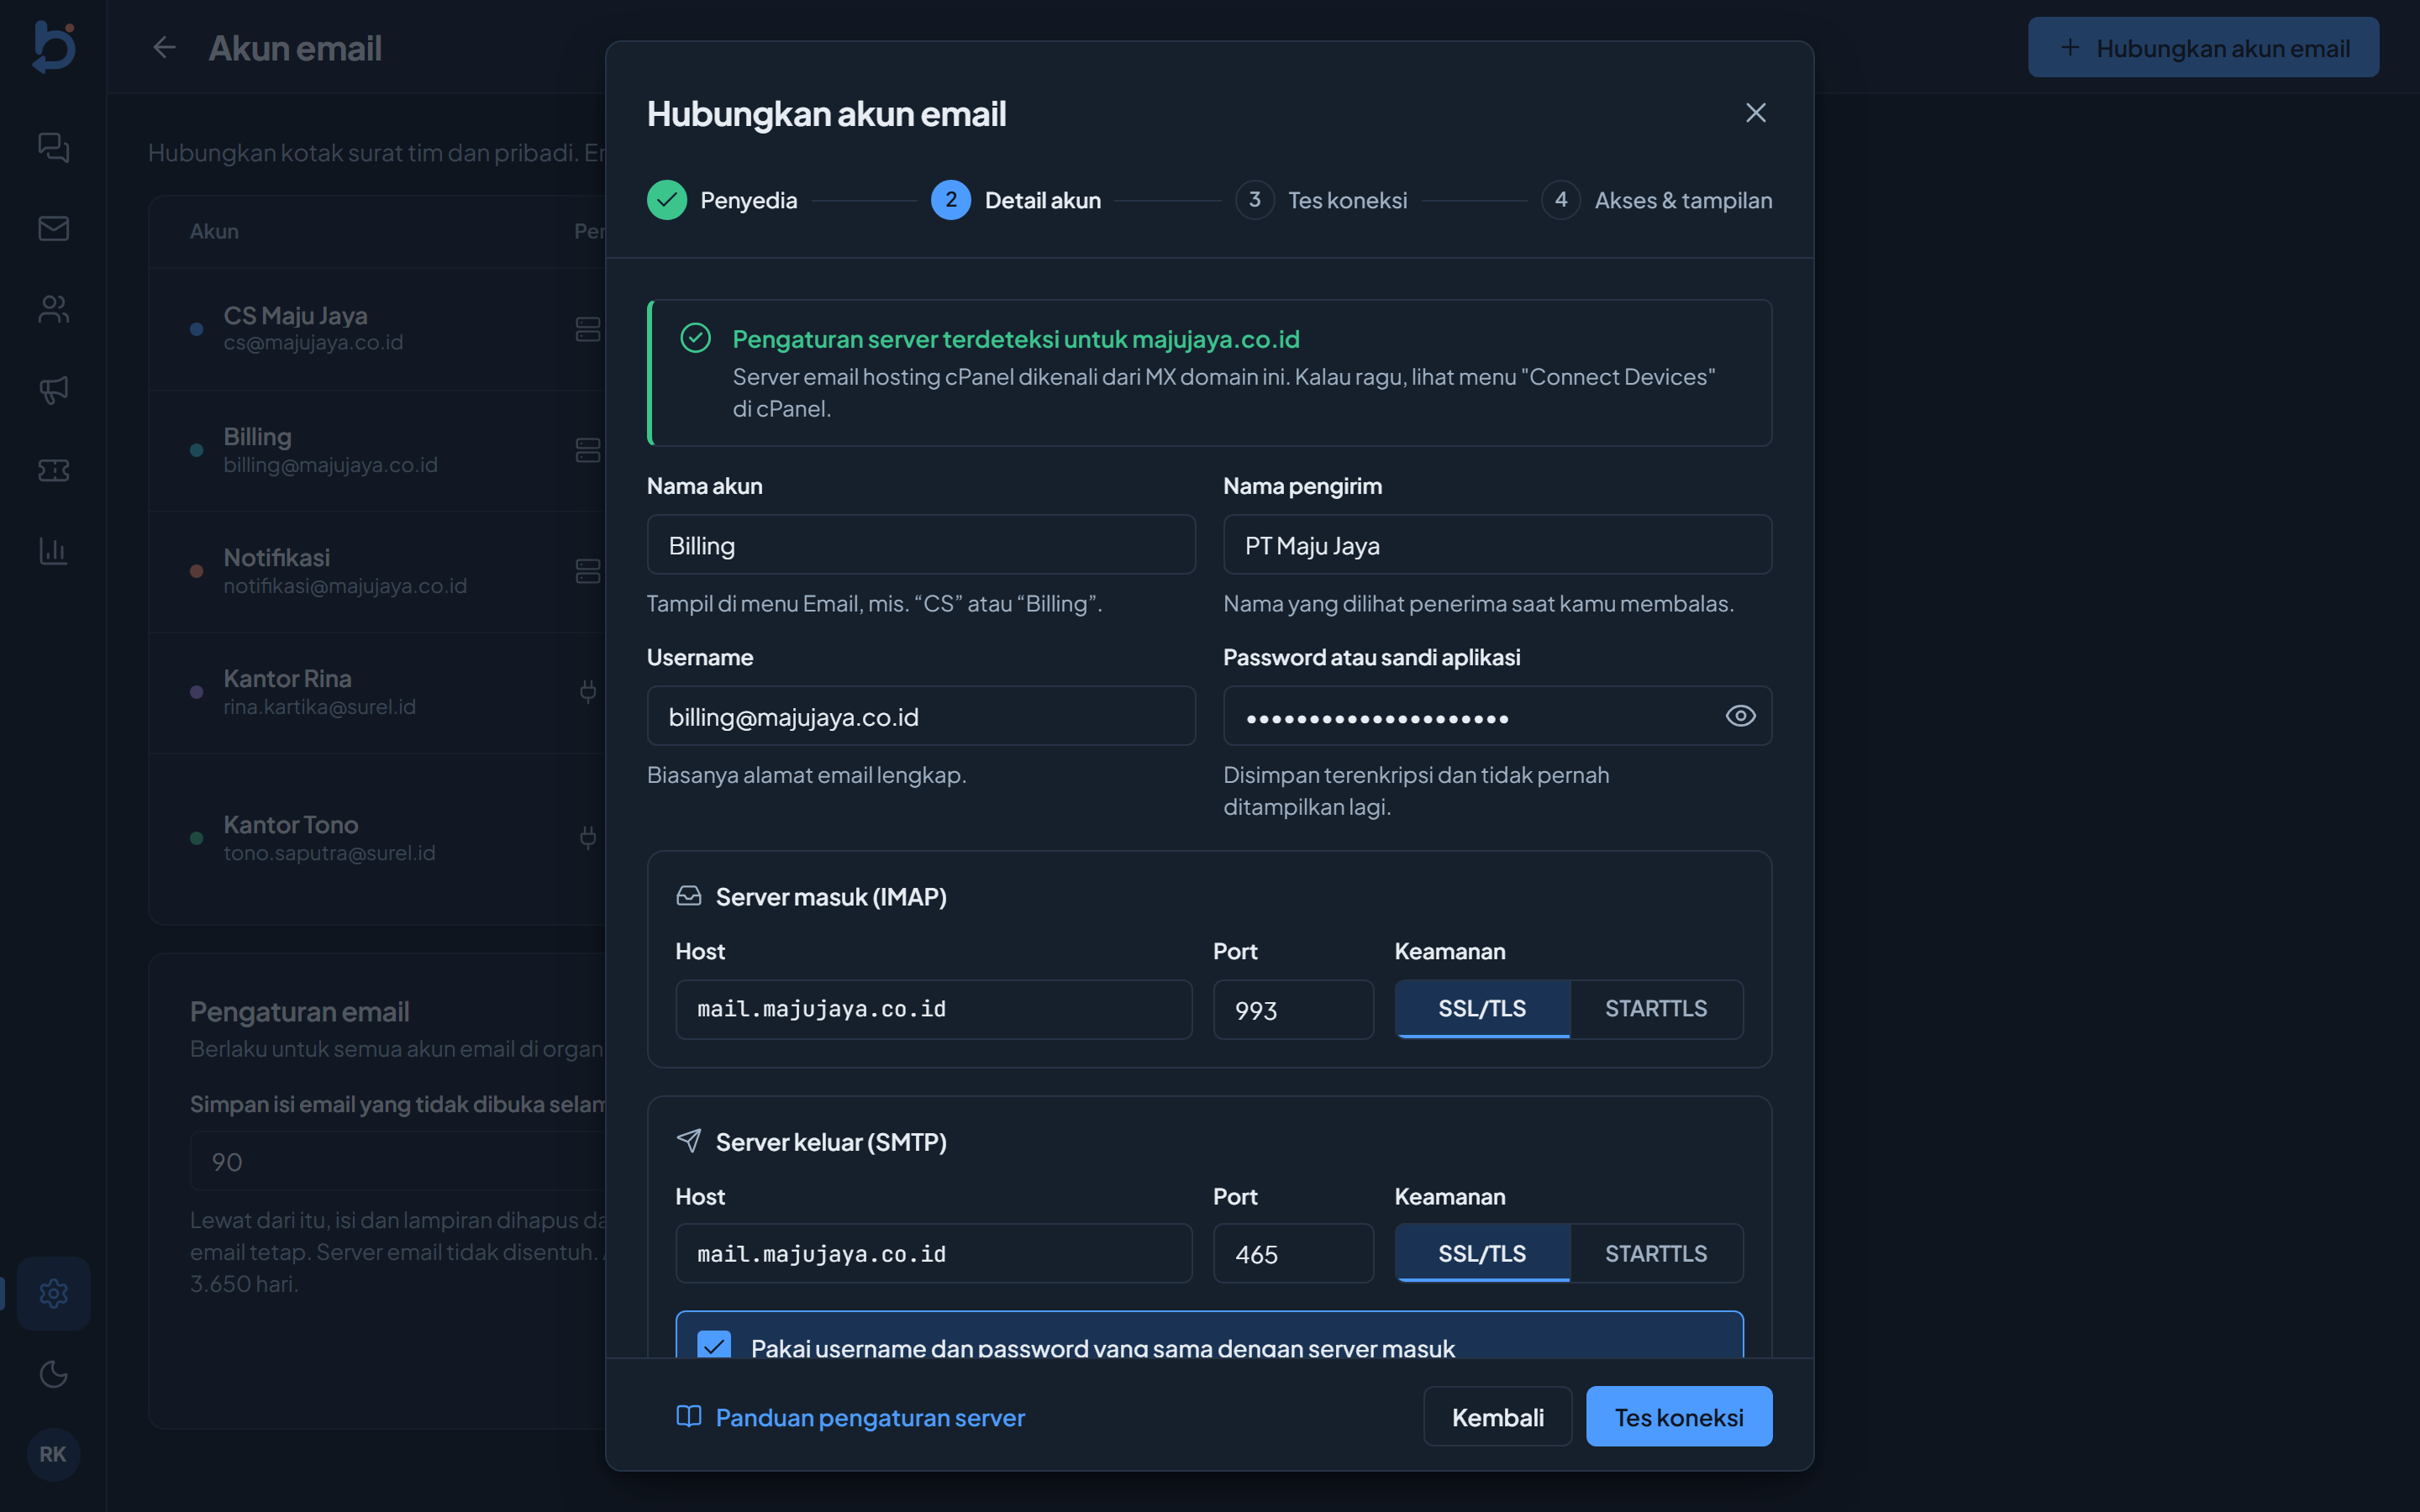 Akun email
Hubungkan akun email
Hubungkan kotak surat tim dan pribadi.
Akun
CS Maju Jaya
cs@majujaya.co.id
Billing
billing@majujaya.co.id
Notifikasi
notifikasi@majujaya.co.id
Kantor Rina
rina.kartika@surel.id
Kantor Tono
tono.saputra@surel.id
Pengaturan email
Berlaku untuk semua akun email di
Simpan isi email yang tidak dibuka
90
Lewat dari itu, isi dan lampiran dihapus
email tetap. Server email tidak disentuh.
3.650 hari.
RK
Hubungkan akun email
Penyedia
2 Detail akun
3 Tes koneksi
4 Akses & tampilan
Pengaturan server terdeteksi untuk majujaya.co.id
Server email hosting cPanel dikenali dari MX domain ini. Kalau ragu, lihat menu "Connect Devices"
di cPanel.
Nama akun
Billing
Tampil di menu Email, mis. “CS” atau “Billing”.
Nama pengirim
PT Maju Jaya
Nama yang dilihat penerima saat kamu membalas.
Username
billing@majujaya.co.id
Biasanya alamat email lengkap.
Password atau sandi aplikasi
Disimpan terenkripsi dan tidak pernah
ditampilkan lagi.
Server masuk (IMAP)
Host Port Keamanan
mail.majujaya.co.id 993 SSL/TLS STARTTLS
Server keluar (SMTP)
Host Port Keamanan
mail.majujaya.co.id 465 SSL/TLS STARTTLS
Pakai username dan password yang sama dengan server masuk
Panduan pengaturan server
Kembali
Tes koneksi